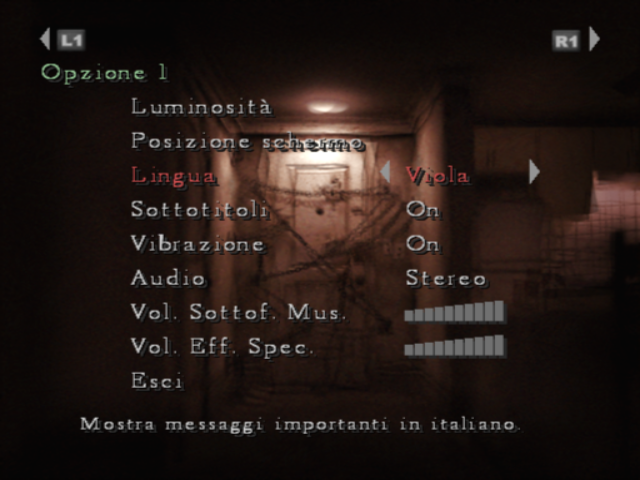 L1 R1
Opzione 1
Luminosità
Posizione schermo
Lingua Viola
Sottotitoli On
Vibrazione On
Audio Stereo
Vol. Sottof. Mus.
Vol. Eff. Spec.
Esci
Mostra messaggi importanti in italiano.